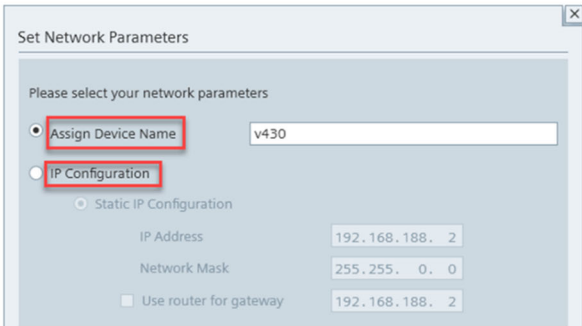 Set Network Parameters
Please select your network parameters
Assign Device Name v430
IP Configuration
Static IP Configuration
IP Address 192.168.188. 2
Network Mask 255.255. 0. 0
Use router for gateway 192.168.188. 2